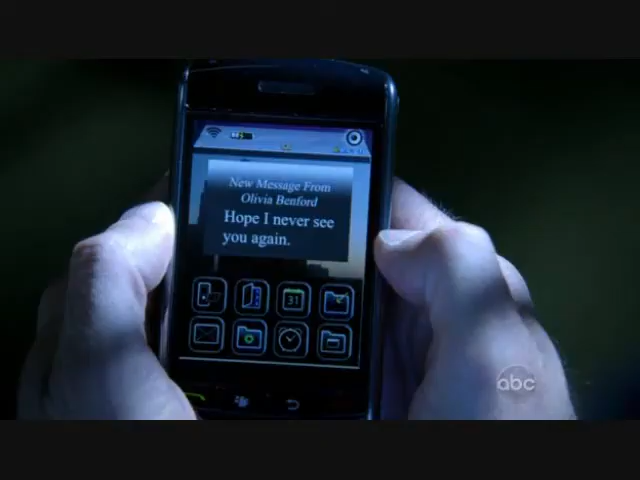 New Message From
Olivia Benford
Hope I never see
you again.
31
abc